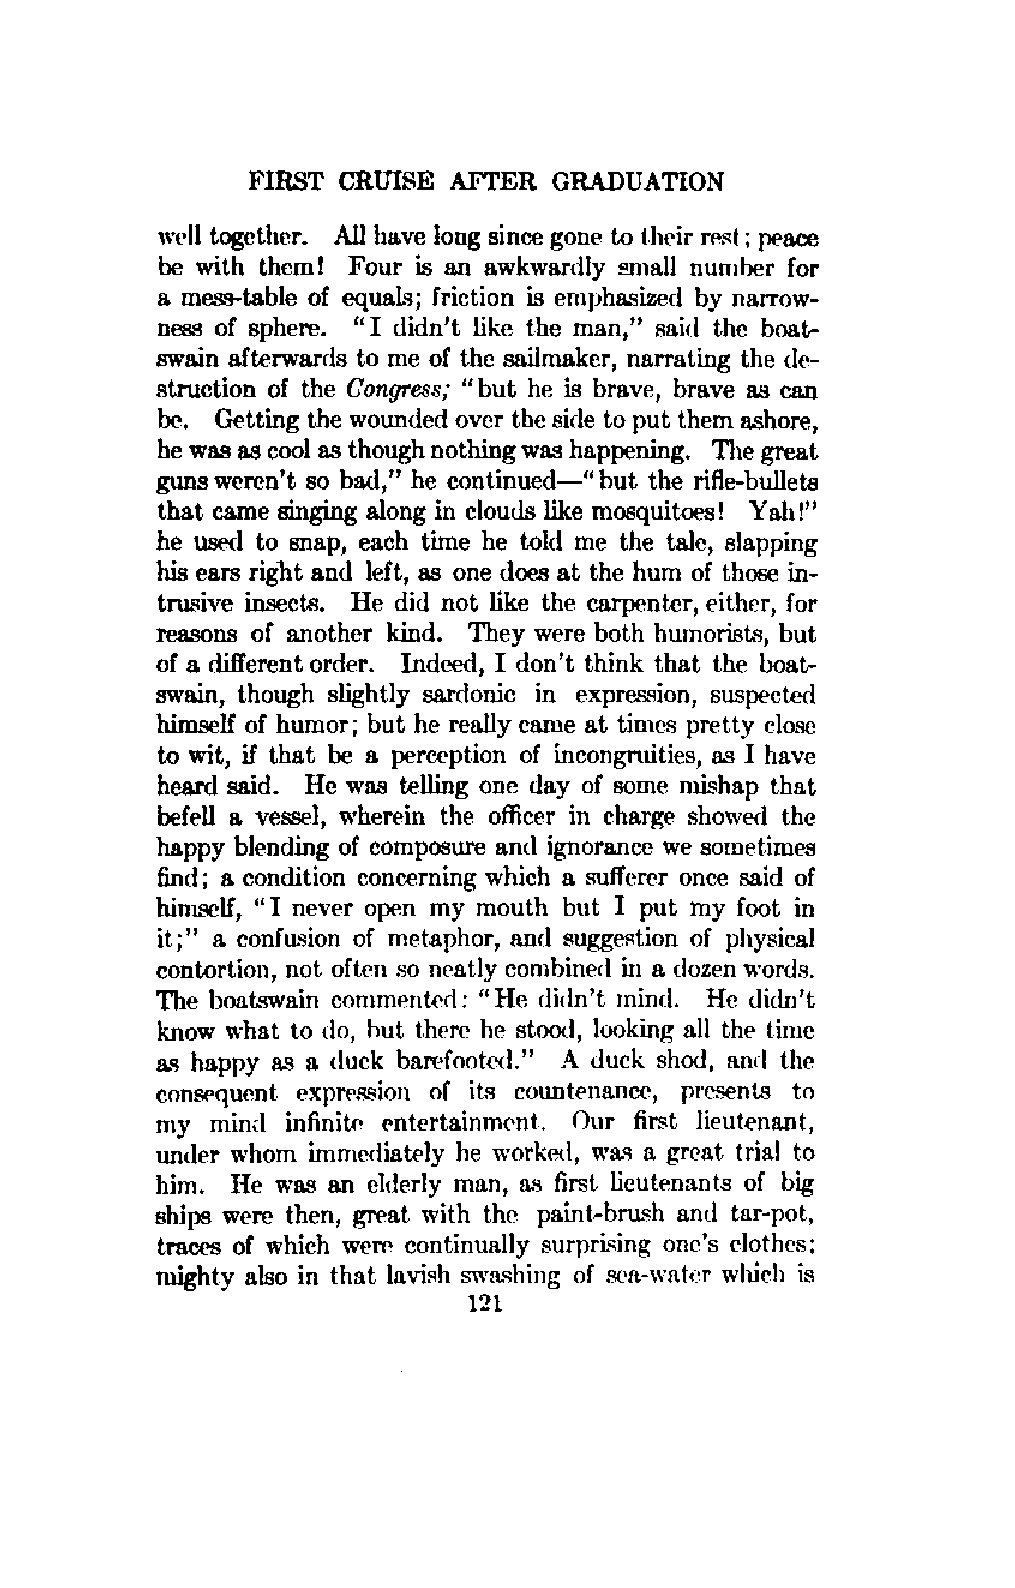 FIRST CRUISE AFTER GRADUATION
well together. All have long since gone to their rest; peace
be with them! Four is an awkwardly small number for
a mess-table of equals; friction is emphasized by narrow-
ness of sphere. "I didn't like the man," said the boat-
swain afterwards to me of the sailmaker, narrating the de-
struction of the Congress; "but he is brave, brave as can
be. Getting the wounded over the side to put them ashore,
he was as cool as though nothing was happening. The great
guns weren't so bad," he continued—"but the rifle-bullets
that came singing along in clouds like mosquitoes! Yah!"
he used to snap, each time he told me the tale, slapping
his ears right and left, as one does at the hum of those in-
trusive insects. He did not like the carpenter, either, for
reasons of another kind. They were both humorists, but
of a different order. Indeed, I don't think that the boat-
swain, though slightly sardonic in expression, suspected
himself of humor; but he really came at times pretty close
to wit, if that be a perception of incongruities, as I have
heard said. He was telling one day of some mishap that
befell a vessel, wherein the officer in charge showed the
happy blending of composure and ignorance we sometimes
find; a condition concerning which a sufferer once said of
himself, "I never open my mouth but I put my foot in
it;" a confusion of metaphor, and suggestion of physical
contortion, not often so neatly combined in a dozen words.
The boatswain commented: "He didn't mind. He didn't
know what to do, but there he stood, looking all the time
as happy as a duck barefooted." A duck shod, and the
consequent expression of its countenance, presents to
my mind infinite entertainment. Our first lieutenant,
under whom immediately he worked, was a great trial to
him. He was an elderly man, as first lieutenants of big
ships were then, great with the paint-brush and tar-pot,
traces of which were continually surprising one's clothes;
mighty also in that lavish swashing of sea-water which is
121